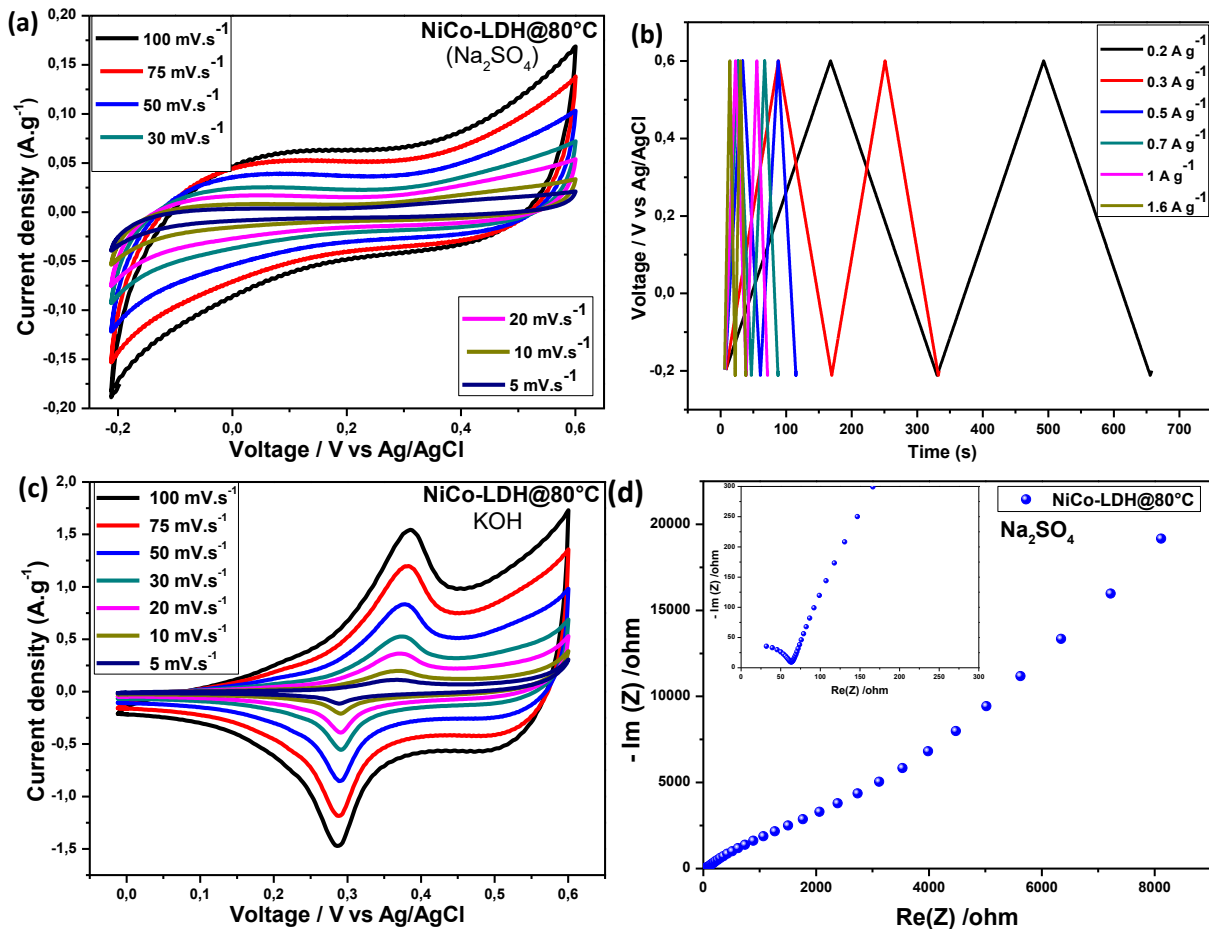 (a)
NiCo-LDH@80°C
(Na₂SO₄)
100 mV.s⁻¹
75 mV.s⁻¹
50 mV.s⁻¹
30 mV.s⁻¹
20 mV.s⁻¹
10 mV.s⁻¹
5 mV.s⁻¹
Current density (A.g⁻¹)
0,20
0,15
0,10
0,05
0,00
-0,05
-0,10
-0,15
-0,20
-0,2 0,0 0,2 0,4 0,6
Voltage / V vs Ag/AgCl
(b)
0.2 A g⁻¹
0.3 A g⁻¹
0.5 A g⁻¹
0.7 A g⁻¹
1 A g⁻¹
1.6 A g⁻¹
Voltage / V vs Ag/AgCl
0,6
0,4
0,2
0,0
-0,2
0 100 200 300 400 500 600 700
Time (s)
(c)
NiCo-LDH@80°C
KOH
100 mV.s⁻¹
75 mV.s⁻¹
50 mV.s⁻¹
30 mV.s⁻¹
20 mV.s⁻¹
10 mV.s⁻¹
5 mV.s⁻¹
Current density (A.g⁻¹)
2,0
1,5
1,0
0,5
0,0
-0,5
-1,0
-1,5
0,0 0,1 0,2 0,3 0,4 0,5 0,6
Voltage / V vs Ag/AgCl
(d)
NiCo-LDH@80°C
Na₂SO₄
- Im (Z) /ohm
20000
15000
10000
5000
0
0 2000 4000 6000 8000
Re(Z) /ohm
- Im (Z) /ohm
300
250
200
150
100
50
0
0 50 100 150 200 250 300
Re(Z) /ohm